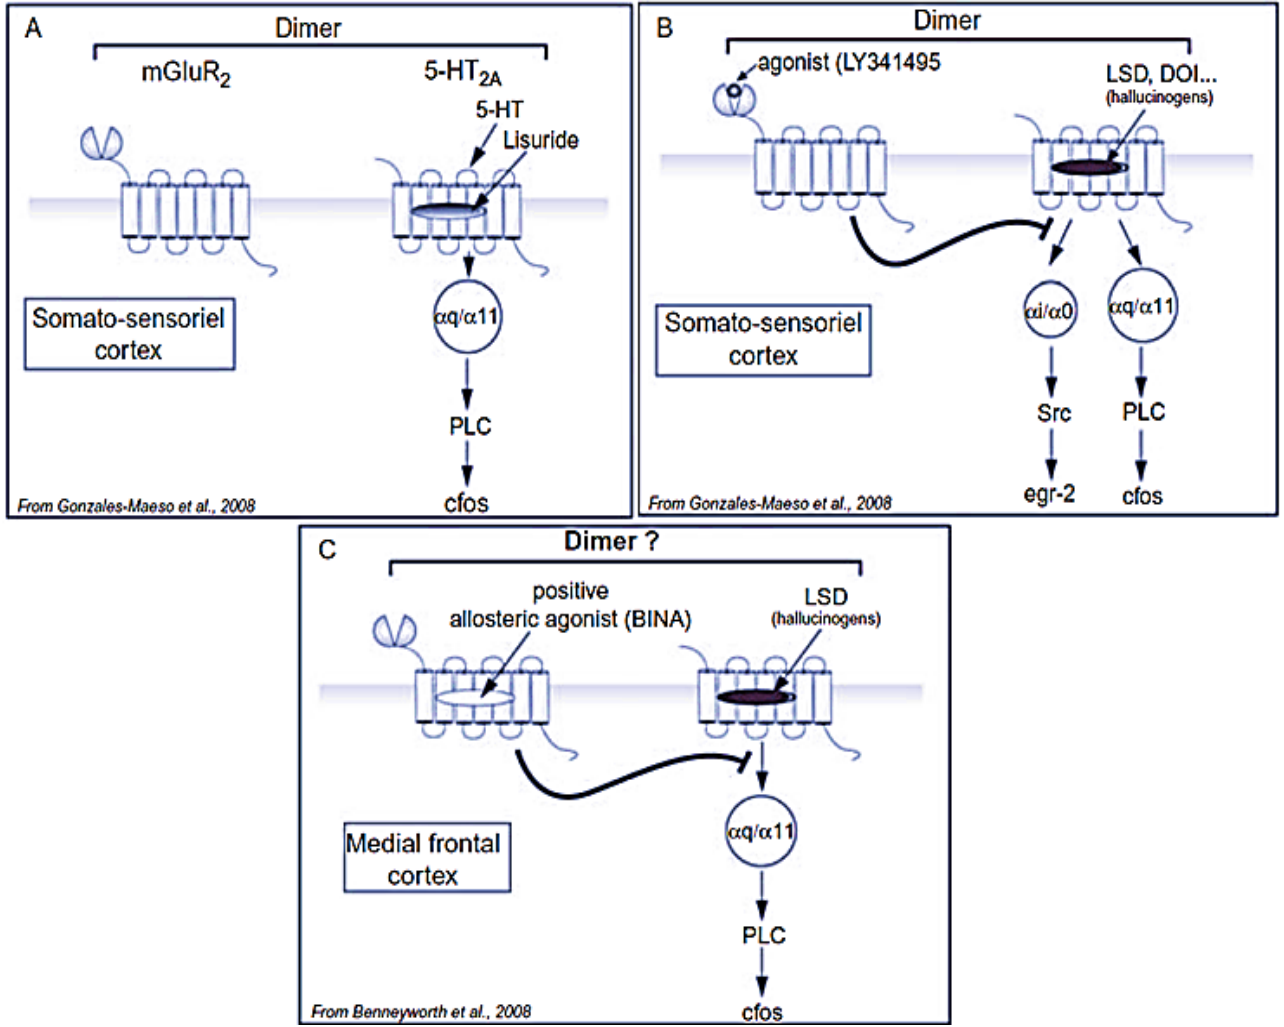 A
Dimer
mGluR2
5-HT2A
5-HT
Lisuride
αq/α11
Somato-sensoriel
cortex
PLC
cfos
From Gonzales-Maeso et al., 2008
B
Dimer
agonist (LY341495
LSD, DOI...
(hallucinogens)
αi/α0
αq/α11
Somato-sensoriel
cortex
Src
PLC
egr-2
cfos
From Gonzales-Maeso et al., 2008
C
Dimer ?
positive
allosteric agonist (BINA)
LSD
(hallucinogens)
αq/α11
Medial frontal
cortex
PLC
cfos
From Benneyworth et al., 2008